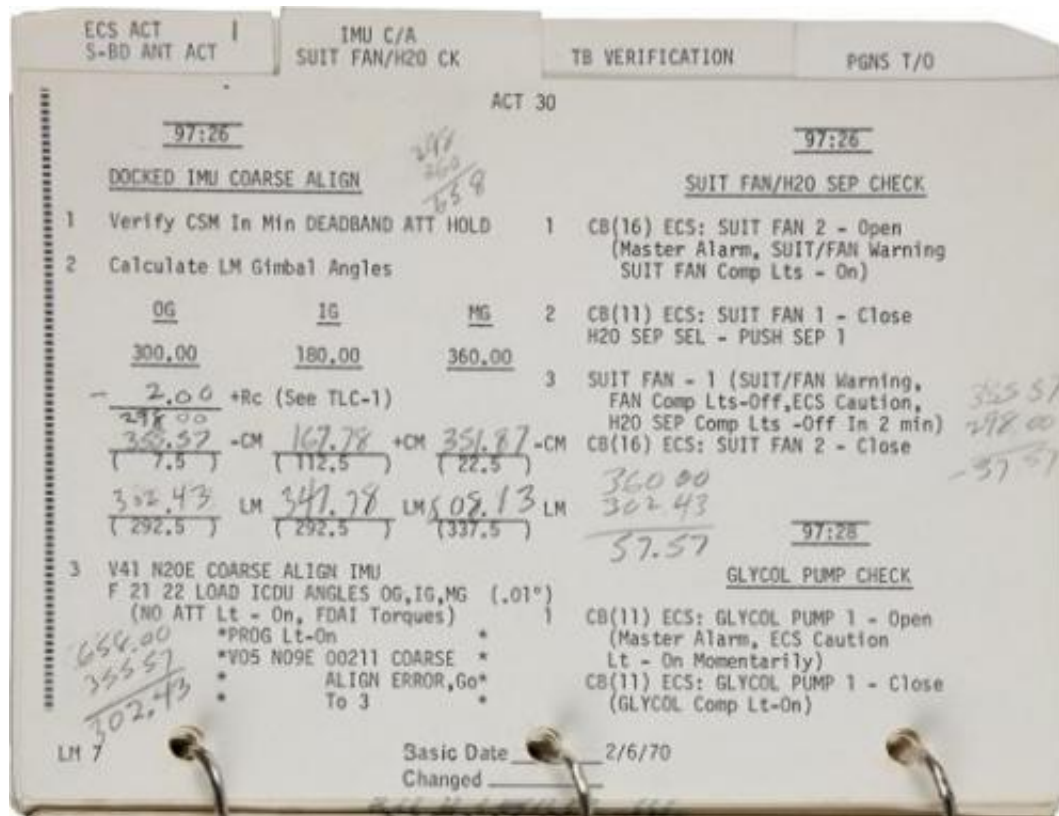 ECS ACT 1
S-BD ANT ACT
IMU C/A
SUIT FAN/H2O CK
TB VERIFICATION
PGNS T/O
ACT 30
97:26
298
360
658
DOCKED IMU COARSE ALIGN
1 Verify CSM In Min DEADBAND ATT HOLD
2 Calculate LM Gimbal Angles
OG IG MG
300.00 180.00 360.00
- 2.00 +Rc (See TLC-1)
298 00
355.57 -CM 167.78 +CM 351.87 -CM
( 7.5 ) ( 112.5 ) ( 22.5 )
302.43 LM 347.78 LM 508.13 LM
( 292.5 ) ( 292.5 ) (337.5 )
3 V41 N20E COARSE ALIGN IMU
F 21 22 LOAD ICDU ANGLES OG,IG,MG (.01°)
(NO ATT Lt - On, FDAI Torques)
*PROG Lt-On *
*V05 N09E 00211 COARSE *
* ALIGN ERROR,Go*
* To 3 *
658.00
355 57
302.43
97:26
SUIT FAN/H2O SEP CHECK
1 CB(16) ECS: SUIT FAN 2 - Open
(Master Alarm, SUIT/FAN Warning
SUIT FAN Comp Lts - On)
2 CB(11) ECS: SUIT FAN 1 - Close
H2O SEP SEL - PUSH SEP 1
3 SUIT FAN - 1 (SUIT/FAN Warning,
FAN Comp Lts-Off,ECS Caution,
H2O SEP Comp Lts -Off In 2 min)
CB(16) ECS: SUIT FAN 2 - Close
355 57
298 00
-57 57
360 00
302 43
57.57
97:28
GLYCOL PUMP CHECK
1 CB(11) ECS: GLYCOL PUMP 1 - Open
(Master Alarm, ECS Caution
Lt - On Momentarily)
CB(11) ECS: GLYCOL PUMP 1 - Close
(GLYCOL Comp Lt-On)
LM 7
Basic Date 2/6/70
Changed